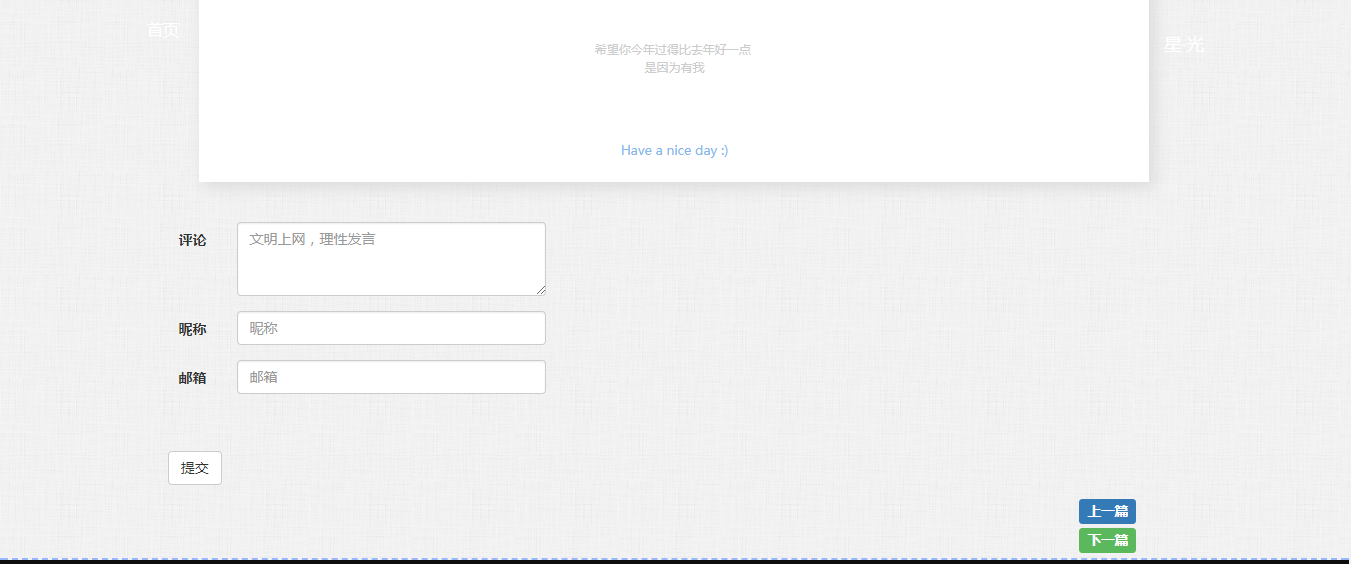 首页
星光
希望你今年过得比去年好一点
是因为有我
Have a nice day :)
评论
文明上网，理性发言
昵称
昵称
邮箱
邮箱
提交
上一篇
下一篇